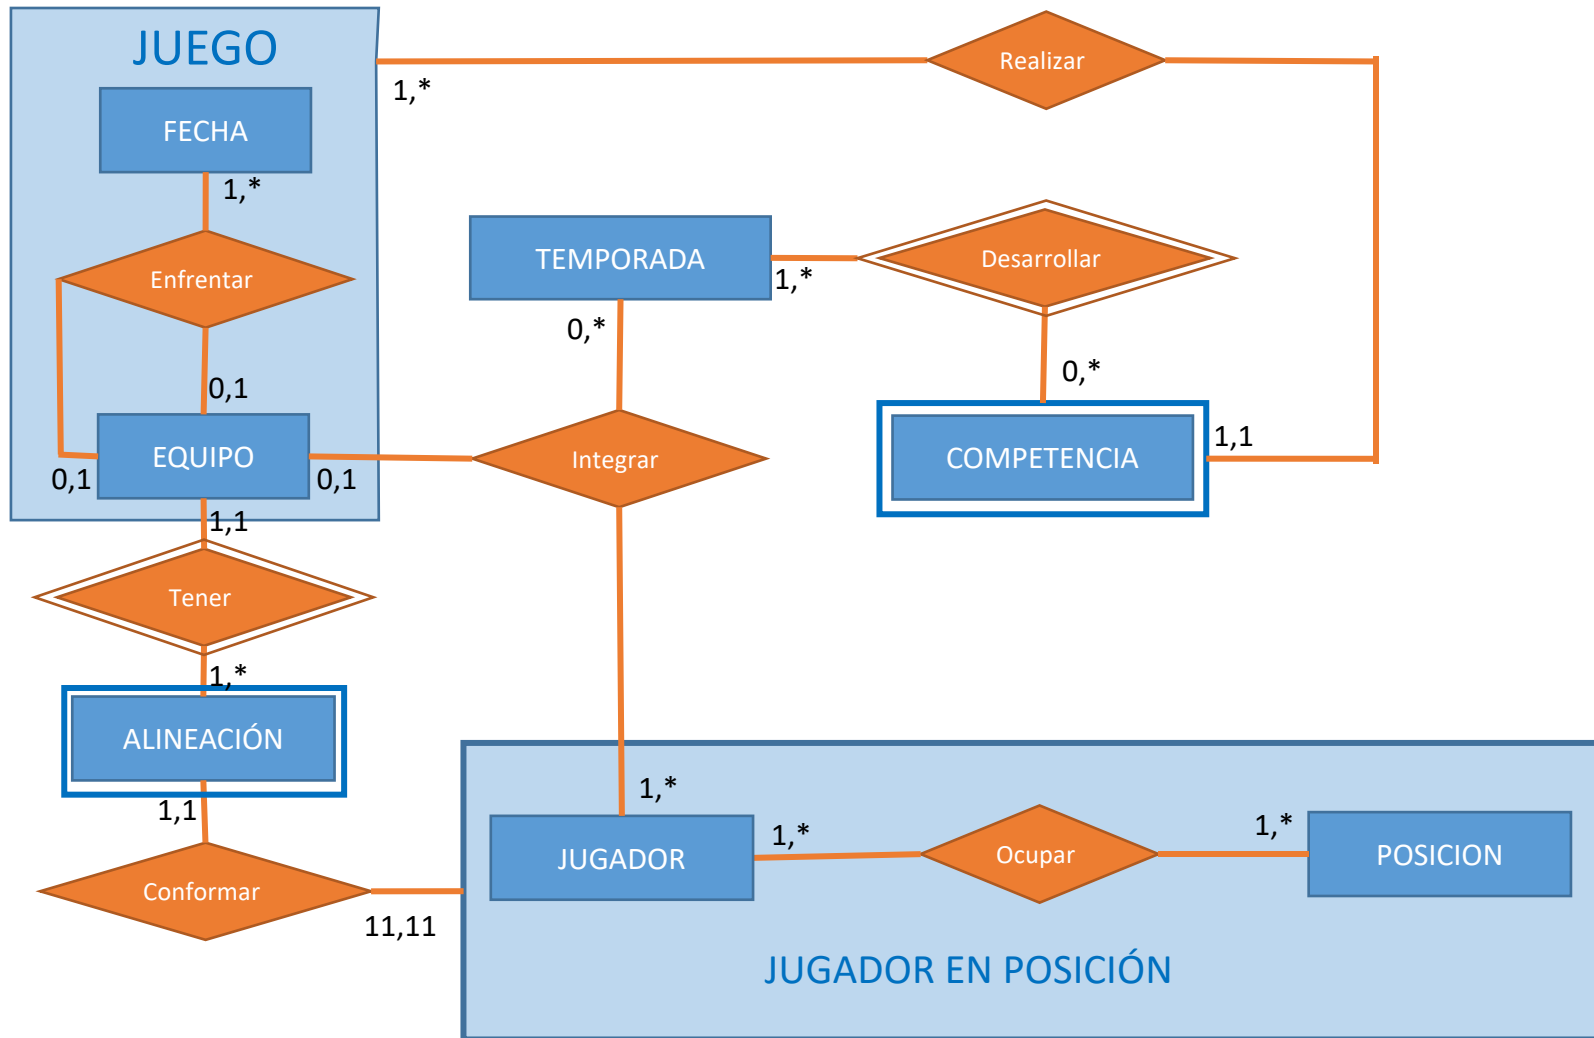 JUEGO
Realizar
1,*
FECHA
1,*
TEMPORADA
1,*
Desarrollar
Enfrentar
0,*
0,*
0,1
EQUIPO
0,1
0,1
Integrar
COMPETENCIA
1,1
1,1
Tener
1,*
ALINEACIÓN
1,1
1,*
JUGADOR
1,*
Ocupar
1,*
POSICION
Conformar
11,11
JUGADOR EN POSICIÓN